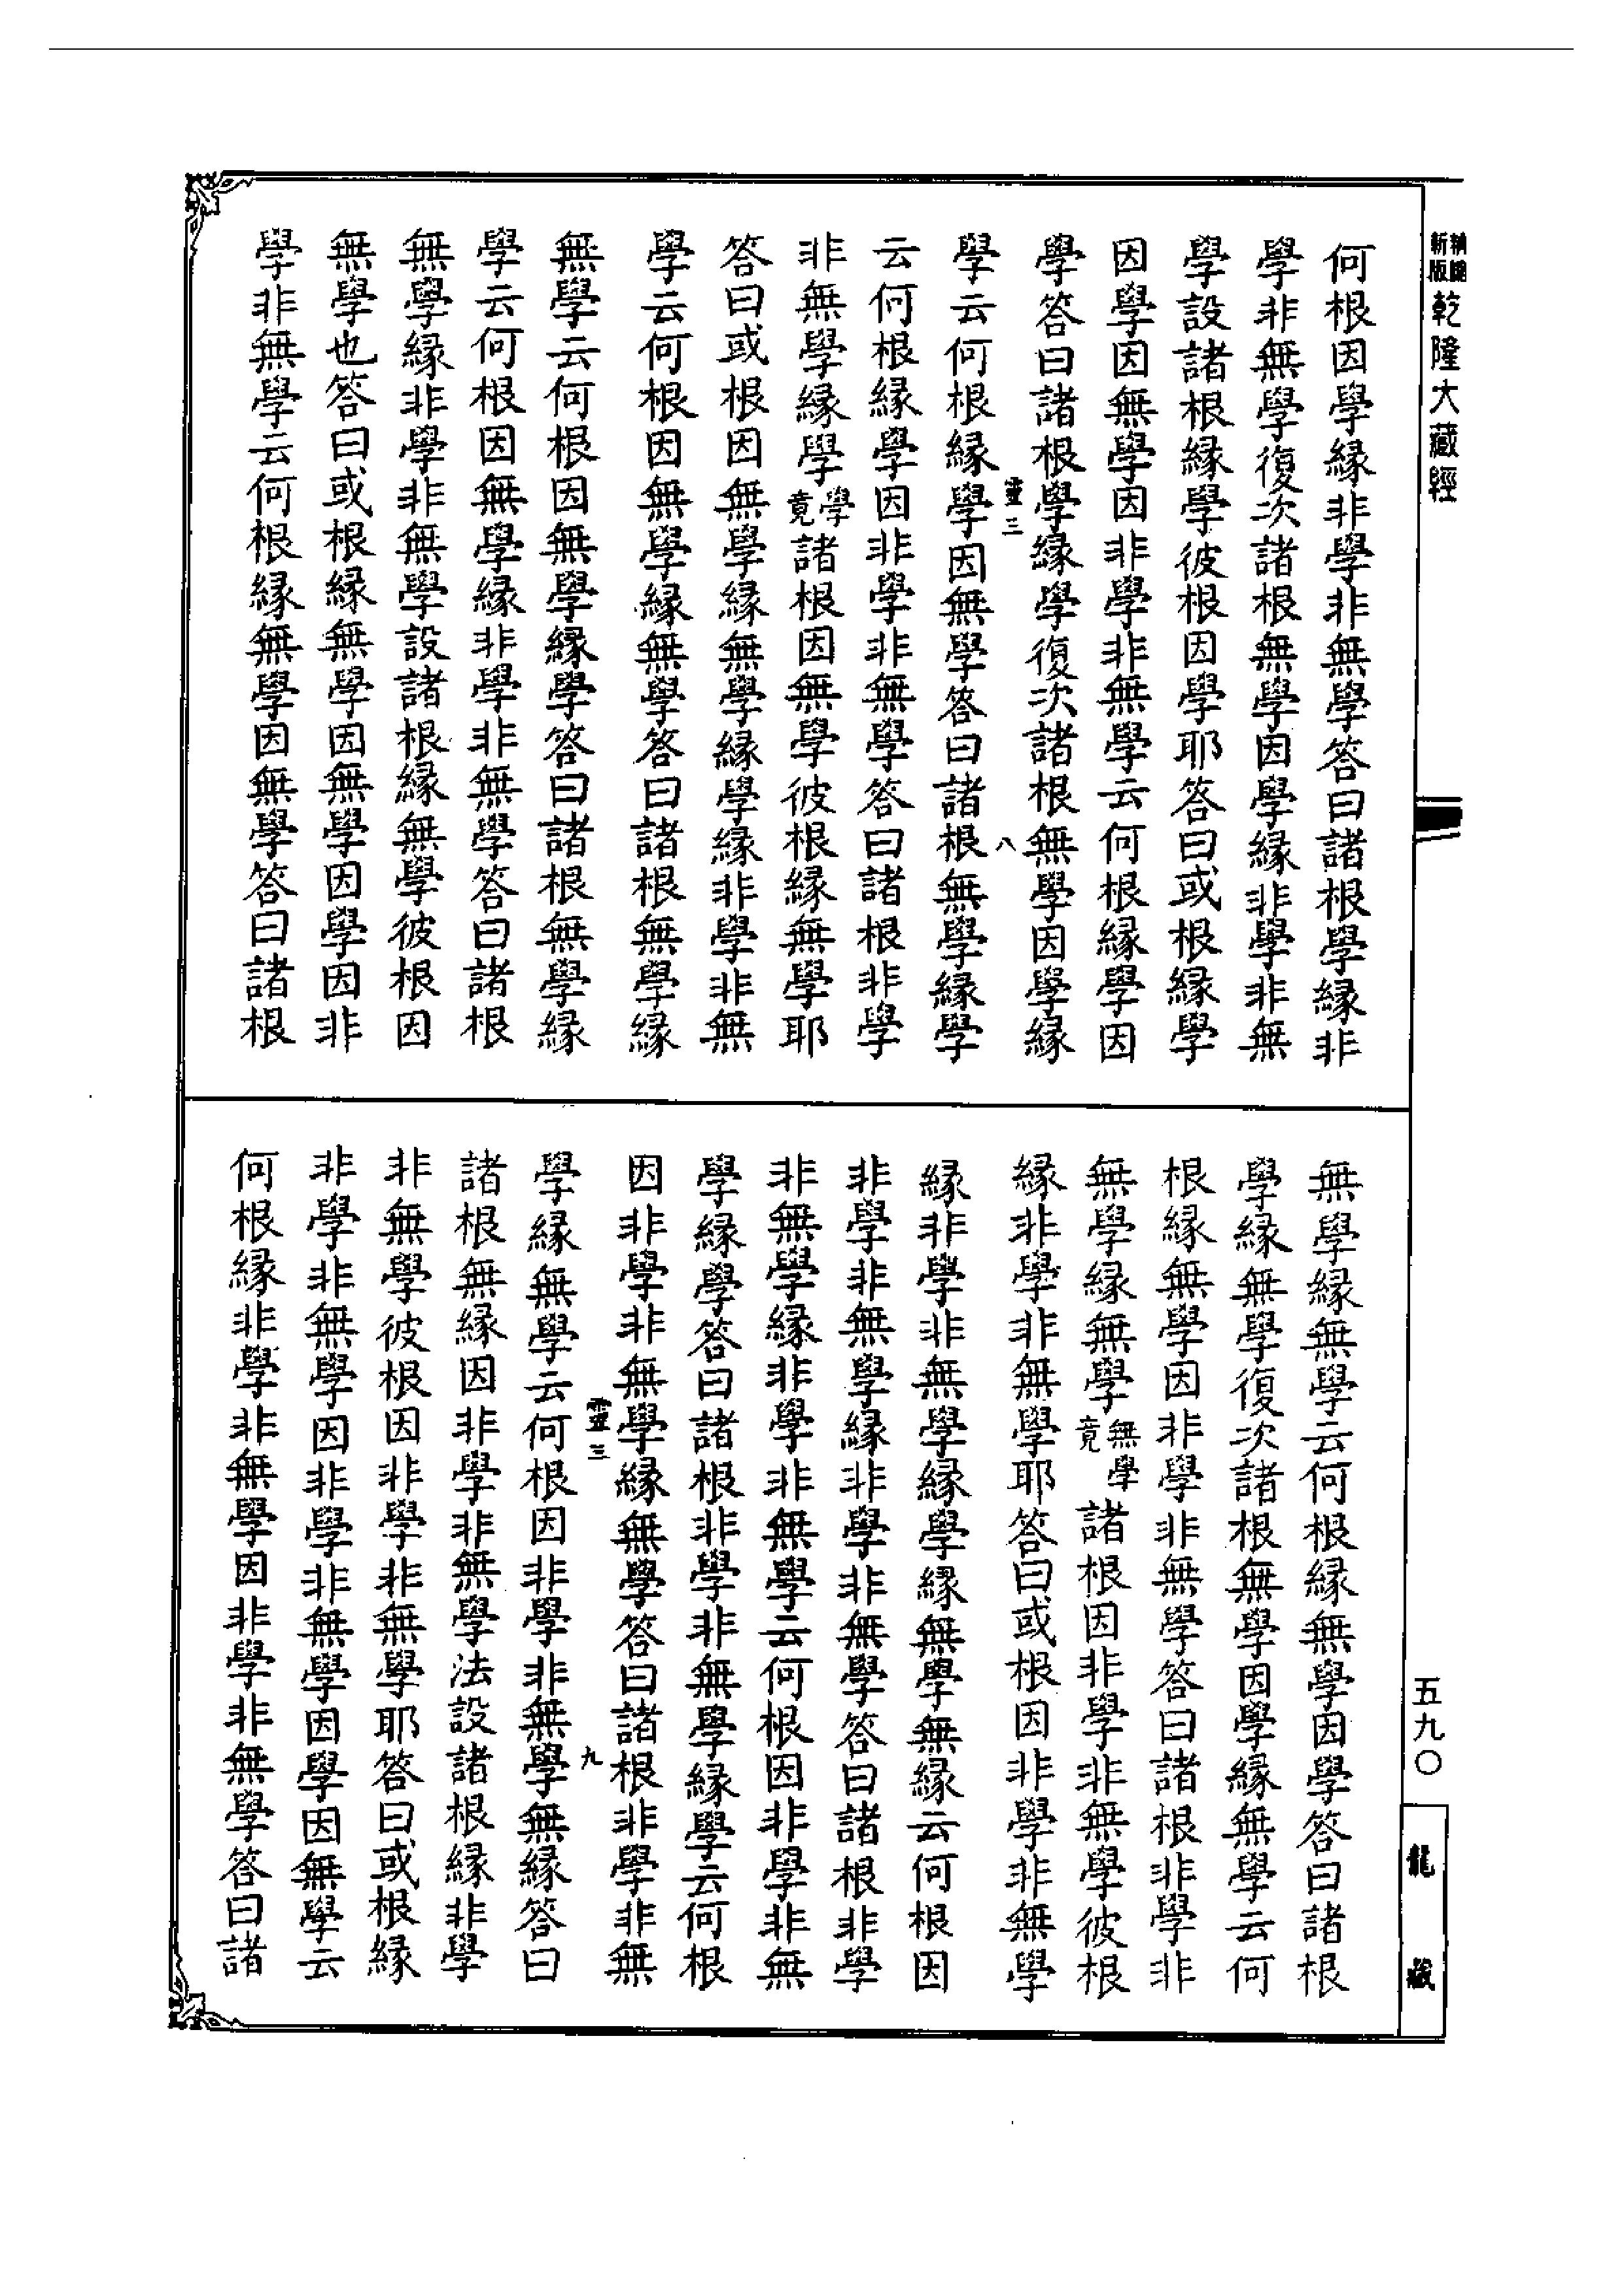 新版
乾隆大藏經
何根因學緣非學非無學答曰諸根學緣非
學非無學復次諸根無學因學緣非學非無
學設諸根緣學彼根因學耶答曰或根緣學
因學因無學因非學非無學云何根緣學因
學答曰諸根學緣學復次諸根無學因學緣
靈三
八
學云何根緣學因無學答曰諸根無學緣學
云何根緣學因非學非無學答曰諸根非學
非無學緣學學竟諸根因無學彼根緣無學耶
答曰或根因無學緣無學緣學緣非學非無
學云何根因無學緣無學答曰諸根無學緣
無學云何根因無學緣學答曰諸根無學緣
學云何根因無學緣非學非無學答曰諸根
無學緣非學非無學設諸根緣無學彼根因
無學也答曰或根緣無學因無學因學因非
學非無學云何根緣無學因無學答曰諸根
無學緣無學云何根緣無學因學答曰諸根
學緣無學復次諸根無學因學緣無學云何
根緣無學因非學非無學答曰諸根非學非
無學緣無學無學竟諸根因非學非無學彼根
緣非學非無學耶答曰或根因非學非無學
緣非學非無學緣學緣無學無緣云何根因
非學非無學緣非學非無學答曰諸根非學
非無學緣非學非無學云何根因非學非無
學緣學答曰諸根非學非無學緣學云何根
因非學非無學緣無學答曰諸根非學非無
靈三
九
學緣無學云何根因非學非無學無緣答曰
諸根無緣因非學非無學法設諸根緣非學
非無學彼根因非學非無學耶答曰或根緣
非學非無學因非學非無學因學因無學云
何根緣非學非無學因非學非無學答曰諸
五九〇
龍藏